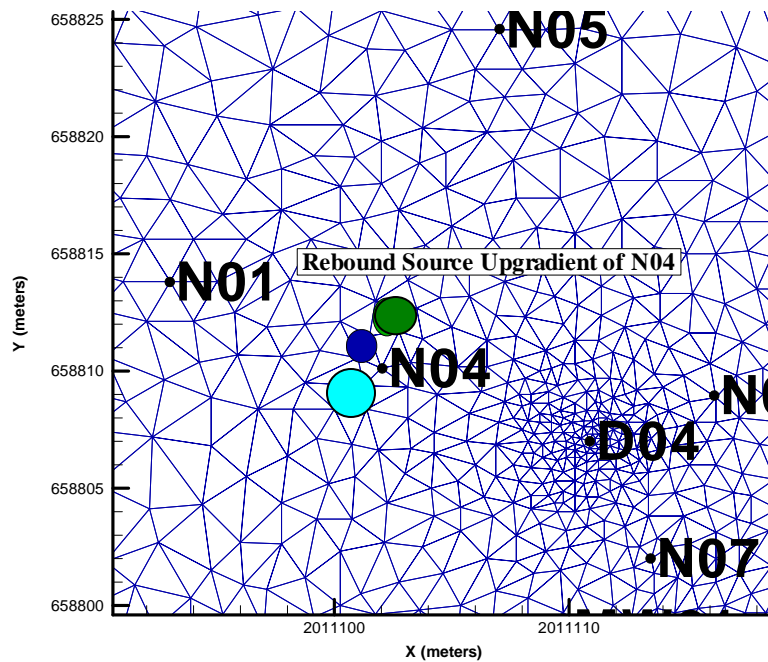 658825
N05
658820
658815
Rebound Source Upgradient of N04
N01
Y (meters)
658810
N04
D04
658805
N07
658800
2011100
2011110
X (meters)